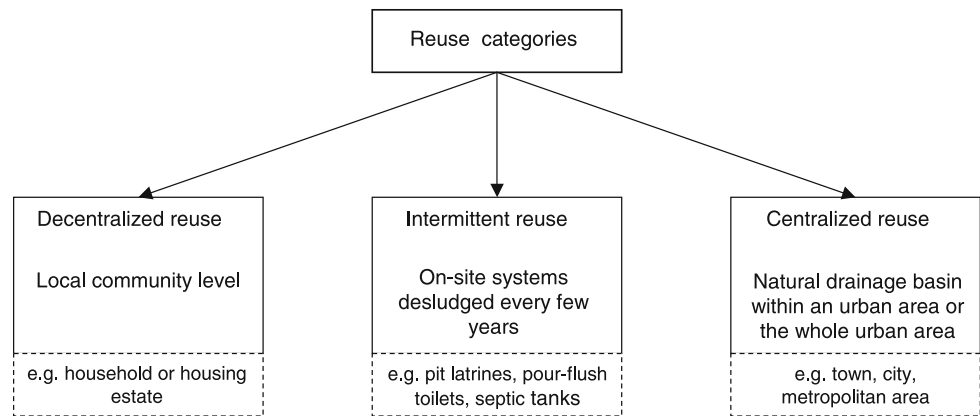 Reuse categories
Decentralized reuse
Local community level
e.g. household or housing
estate
Intermittent reuse
On-site systems
desludged every few
years
e.g. pit latrines, pour-flush
toilets, septic tanks
Centralized reuse
Natural drainage basin
within an urban area or
the whole urban area
e.g. town, city,
metropolitan area